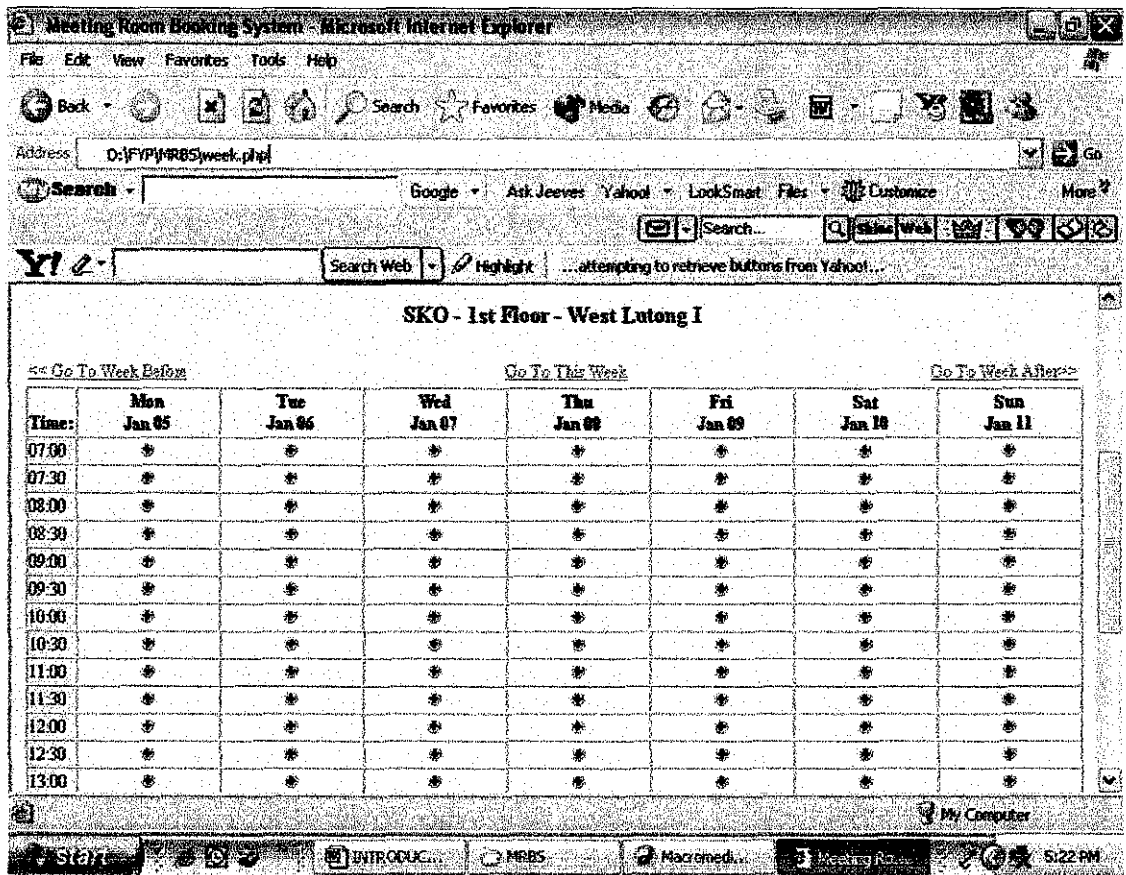 Meeting Room Booking System - Microsoft Internet Explorer
File Edit View Favorites Tools Help
Back Search Favorites Media
Address D:\FYP\MRBS\week.php Go
Search Google Ask Jeeves Yahoo! LookSmart Files Customize More
Search... Web
Y! Search Web Highlight ...attempting to retrieve buttons from Yahoo!...
SKO - 1st Floor - West Lutong I
<< Go To Week Before Go To This Week Go To Week After>>
Mon Tue Wed Thu Fri Sat Sun
Time: Jan 05 Jan 06 Jan 07 Jan 08 Jan 09 Jan 10 Jan 11
07:00
07:30
08:00
08:30
09:00
09:30
10:00
10:30
11:00
11:30
12:00
12:30
13:00
My Computer
start INTRODUC... MRBS Macromedi... Meeting Ro... 5:22 PM